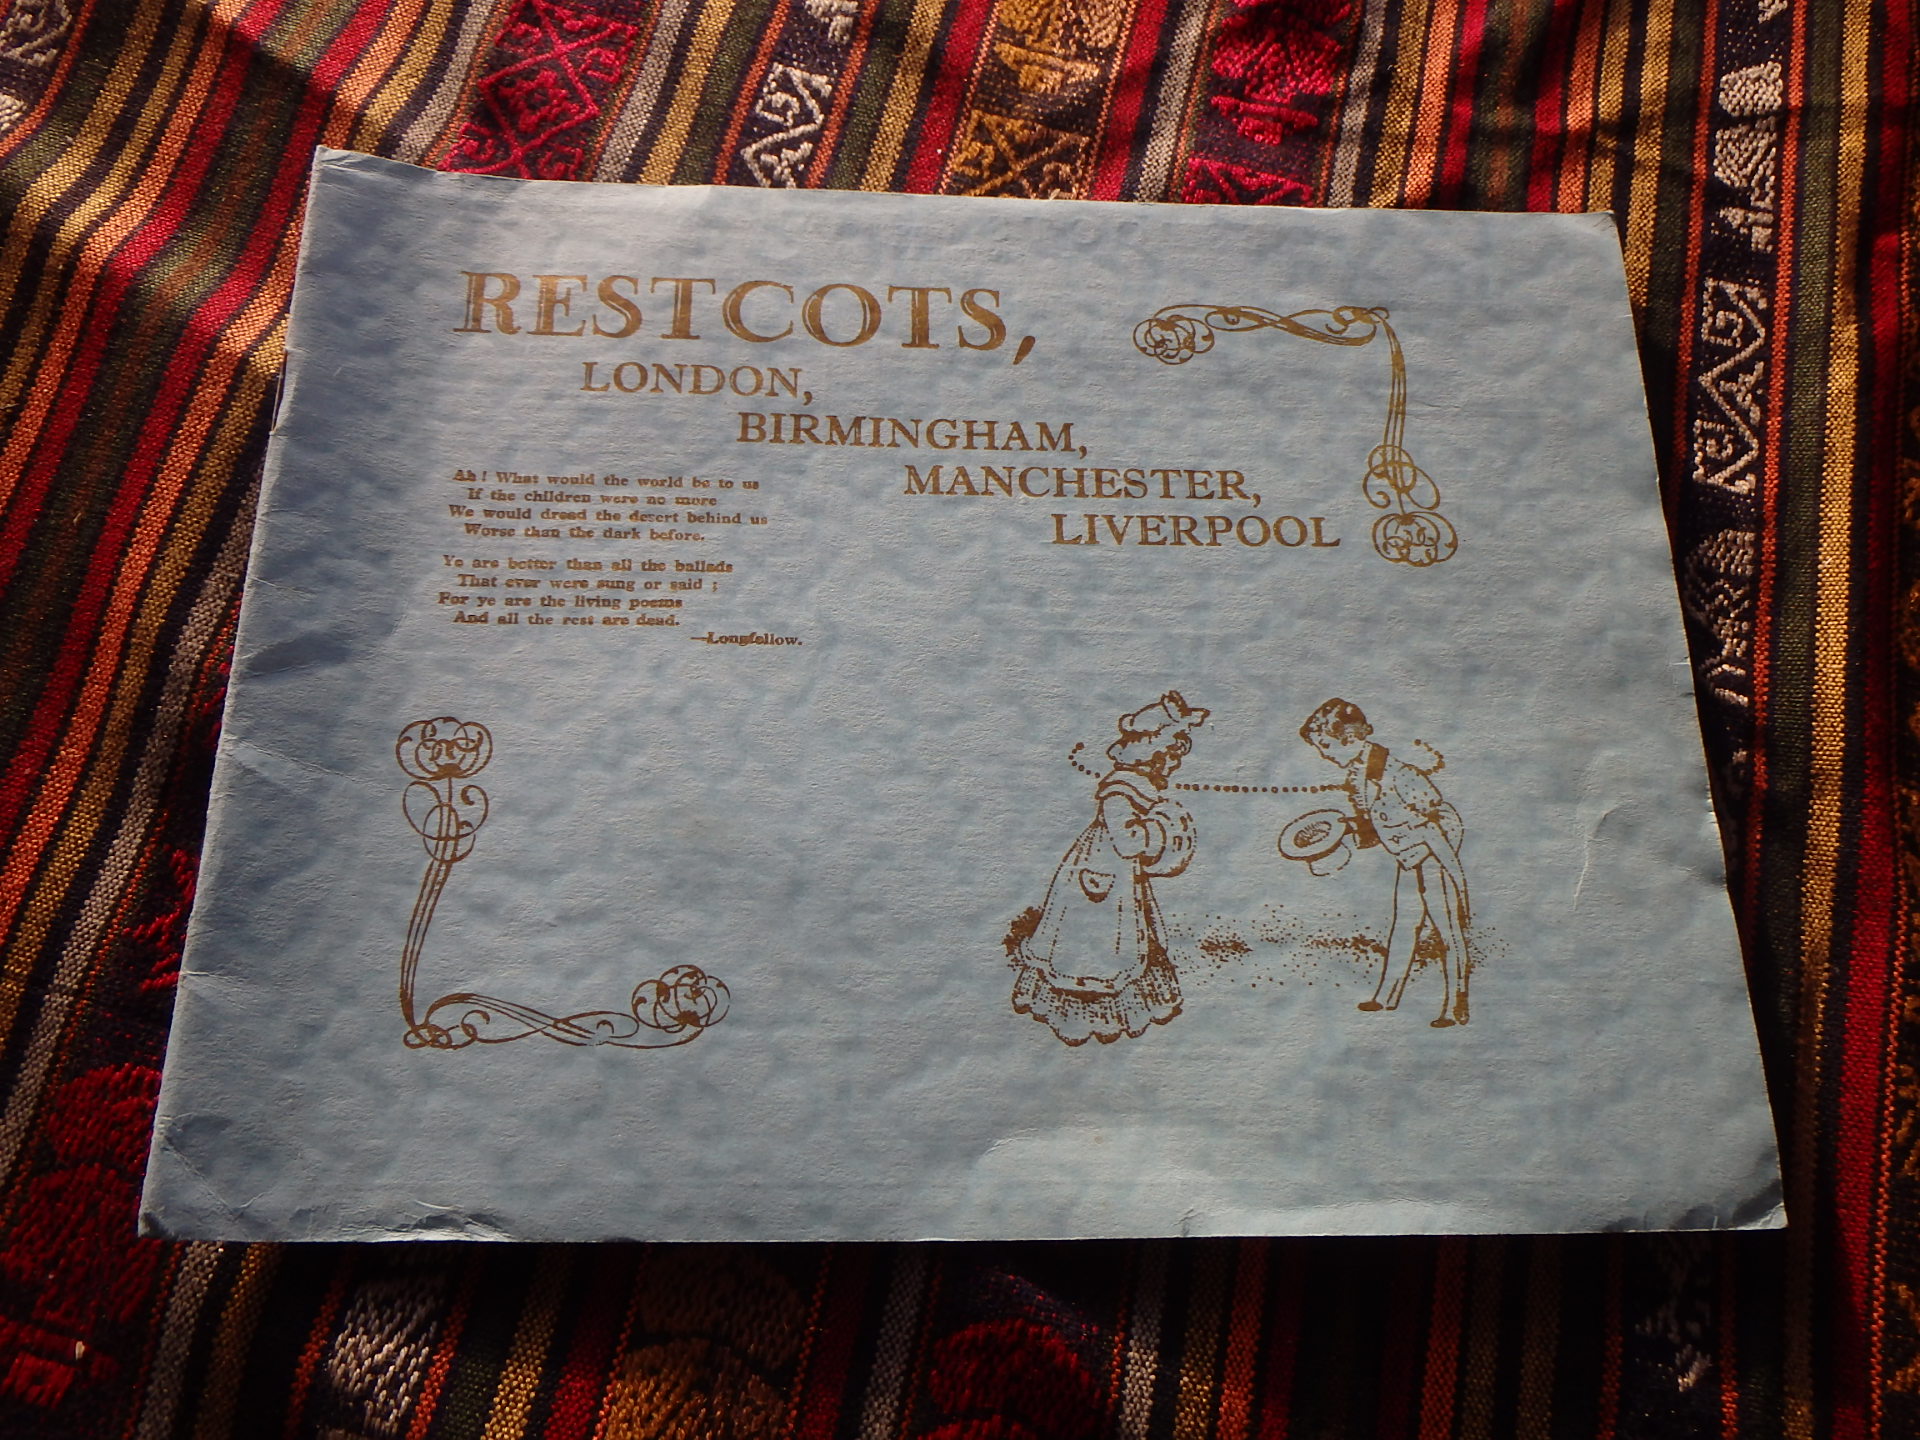 RESTCOTS,
LONDON,
BIRMINGHAM,
MANCHESTER,
LIVERPOOL
Ah! What would the world be to us
If the children were no more
We would dread the desert behind us
Worse than the dark before.
Ye are better than all the ballads
That ever were sung or said;
For ye are the living poems
And all the rest are dead.
—Longfellow.